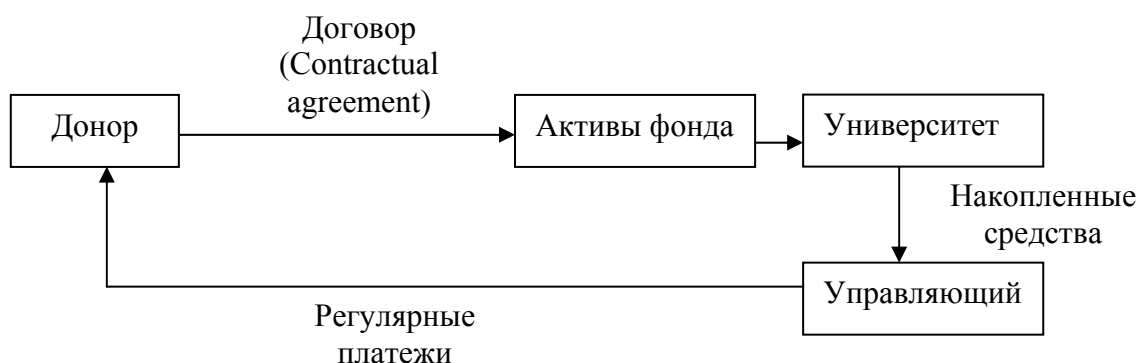 Договор
(Contractual
agreement)
Донор
Активы фонда
Университет
Накопленные
средства
Управляющий
Регулярные
платежи